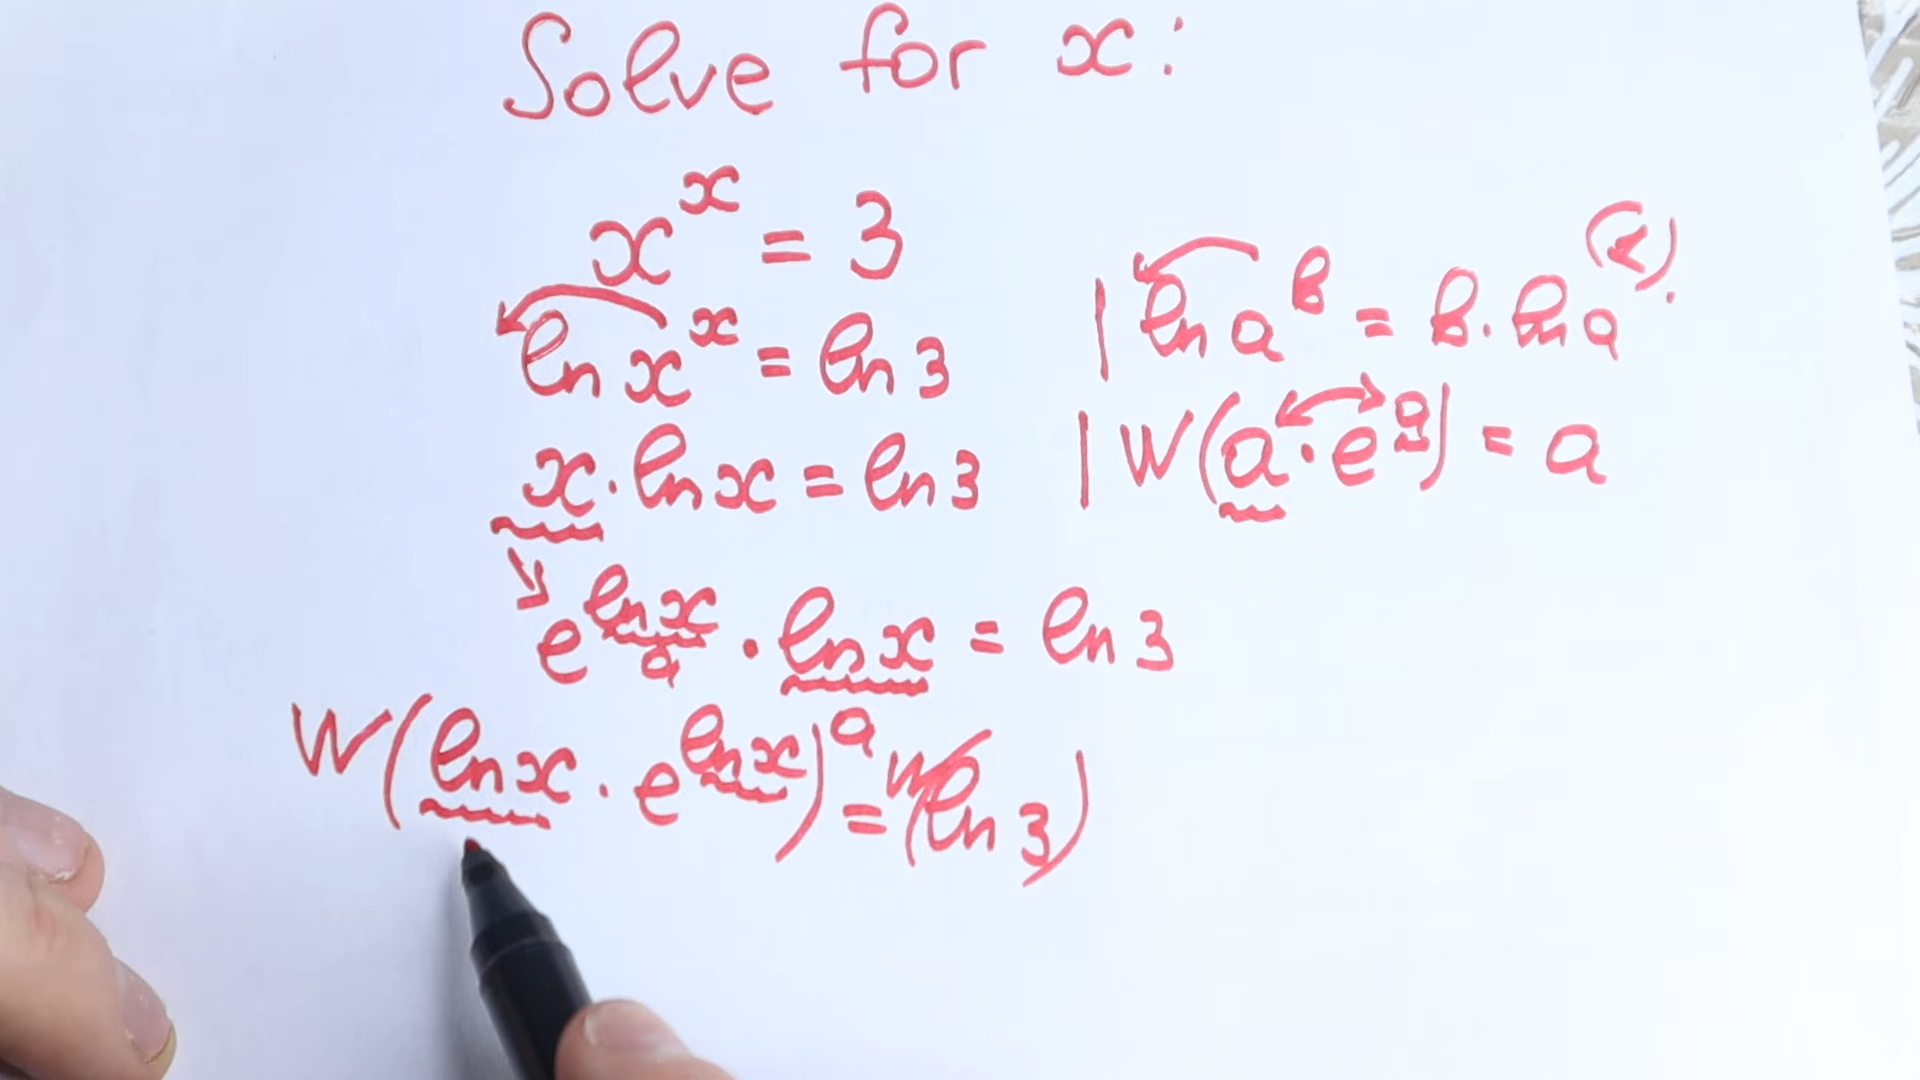 Solve for x:
x^x = 3
ln x^x = ln 3
| ln a^b = b · ln a
x · ln x = ln 3
| W(a · e^a) = a
e^(ln x) · ln x = ln 3
a
W(ln x · e^(ln x)) = W(ln 3)
a